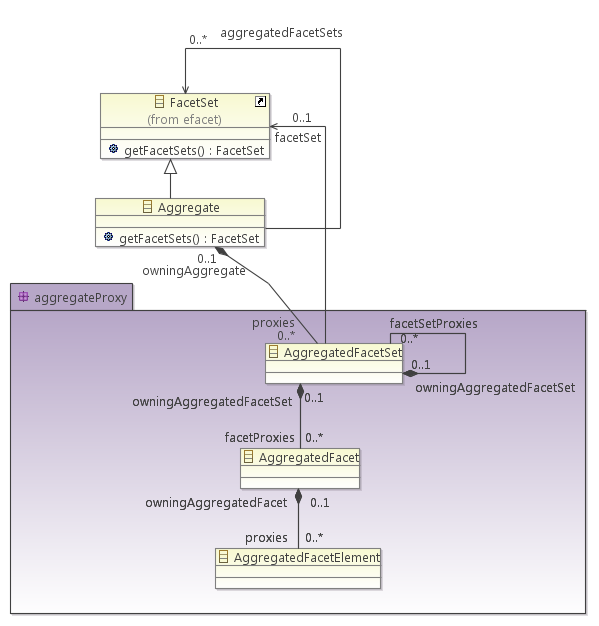 aggregatedFacetSets
0..*
FacetSet
(from efacet)
0..1
facetSet
getFacetSets() : FacetSet
Aggregate
getFacetSets() : FacetSet
0..1
owningAggregate
aggregateProxy
proxies
0..*
facetSetProxies
0..*
AggregatedFacetSet
0..1
owningAggregatedFacetSet
owningAggregatedFacetSet
0..1
facetProxies 0..*
AggregatedFacet
owningAggregatedFacet 0..1
proxies 0..*
AggregatedFacetElement